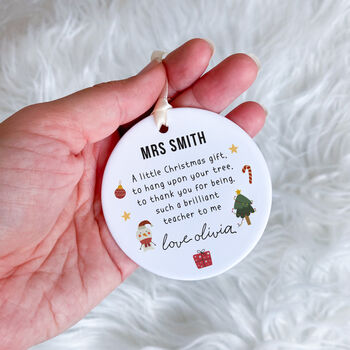 MRS SMITH
A little Christmas gift,
to hang upon your tree,
to thank you for being,
such a brilliant
teacher to me
love olivia